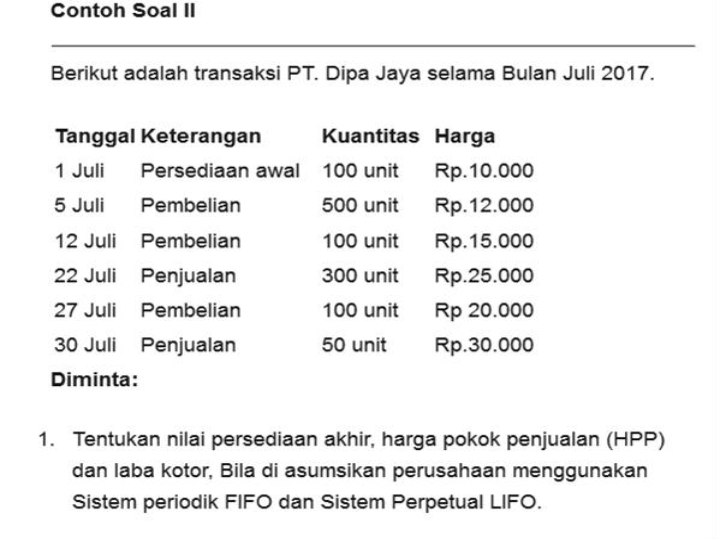 Contoh Soal II
Berikut adalah transaksi PT. Dipa Jaya selama Bulan Juli 2017.
Tanggal Keterangan Kuantitas Harga
1 Juli Persediaan awal 100 unit Rp.10.000
5 Juli Pembelian 500 unit Rp.12.000
12 Juli Pembelian 100 unit Rp.15.000
22 Juli Penjualan 300 unit Rp.25.000
27 Juli Pembelian 100 unit Rp 20.000
30 Juli Penjualan 50 unit Rp.30.000
Diminta:
1. Tentukan nilai persediaan akhir, harga pokok penjualan (HPP)
dan laba kotor, Bila di asumsikan perusahaan menggunakan
Sistem periodik FIFO dan Sistem Perpetual LIFO.